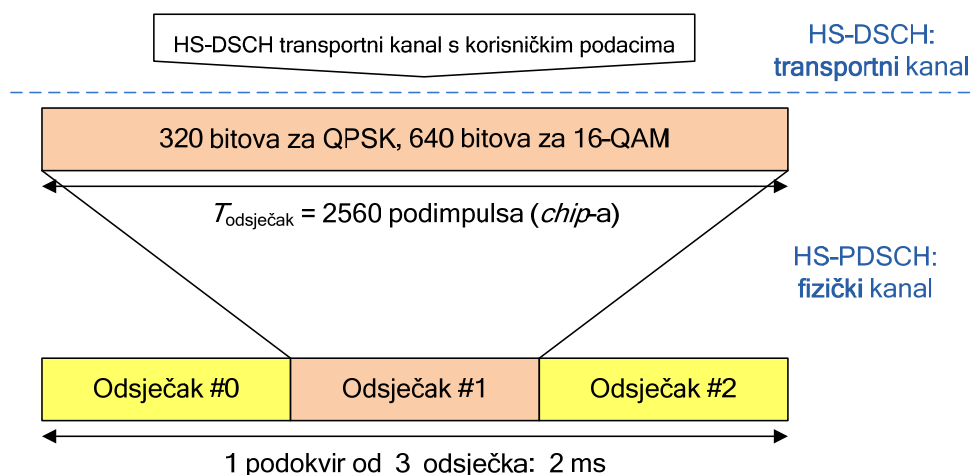 HS-DSCH transportni kanal s korisničkim podacima
HS-DSCH:
transportni kanal
320 bitova za QPSK, 640 bitova za 16-QAM
Todsječak = 2560 podimpulsa (chip-a)
HS-PDSCH:
fizički kanal
Odsječak #0
Odsječak #1
Odsječak #2
1 podokvir od 3 odsječka: 2 ms